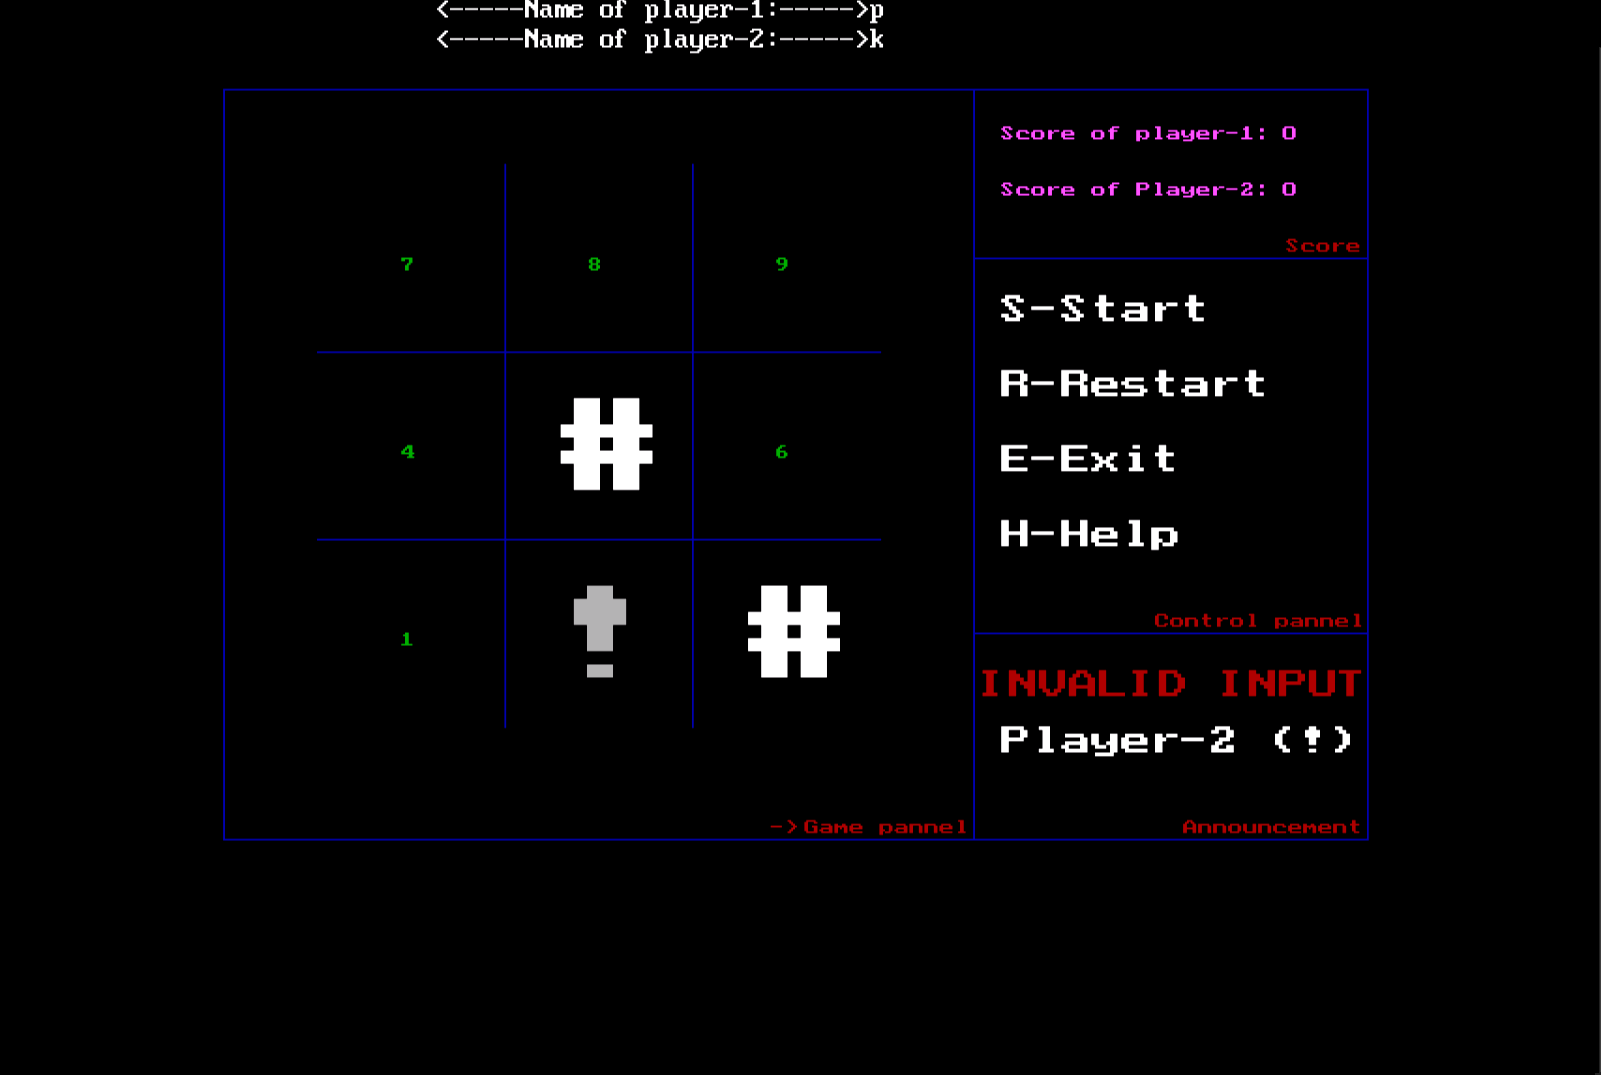 <-----Name of player-1:----->p
<-----Name of player-2:----->k
Score of player-1: 0
Score of Player-2: 0
Score
7 8 9
S-Start
R-Restart
4 # 6
E-Exit
H-Help
1 ! #
Control pannel
INVALID INPUT
Player-2 (!)
->Game pannel
Announcement